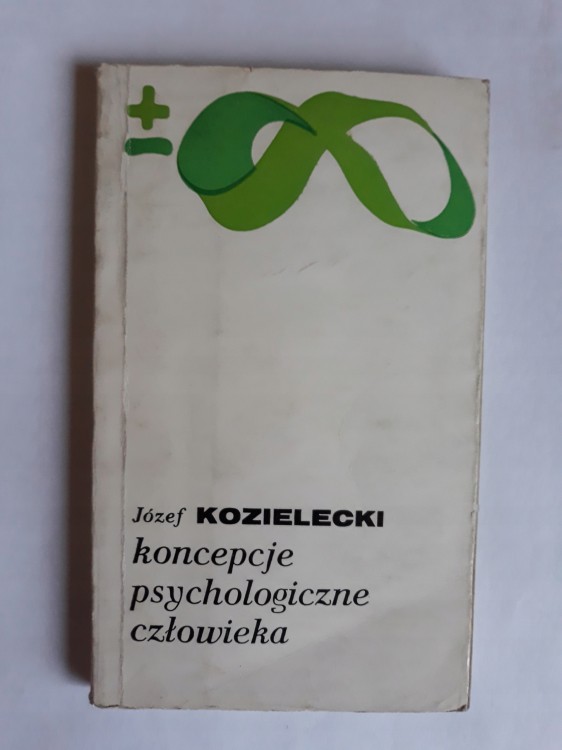 ±∞
Józef KOZIELECKI
koncepcje
psychologiczne
człowieka